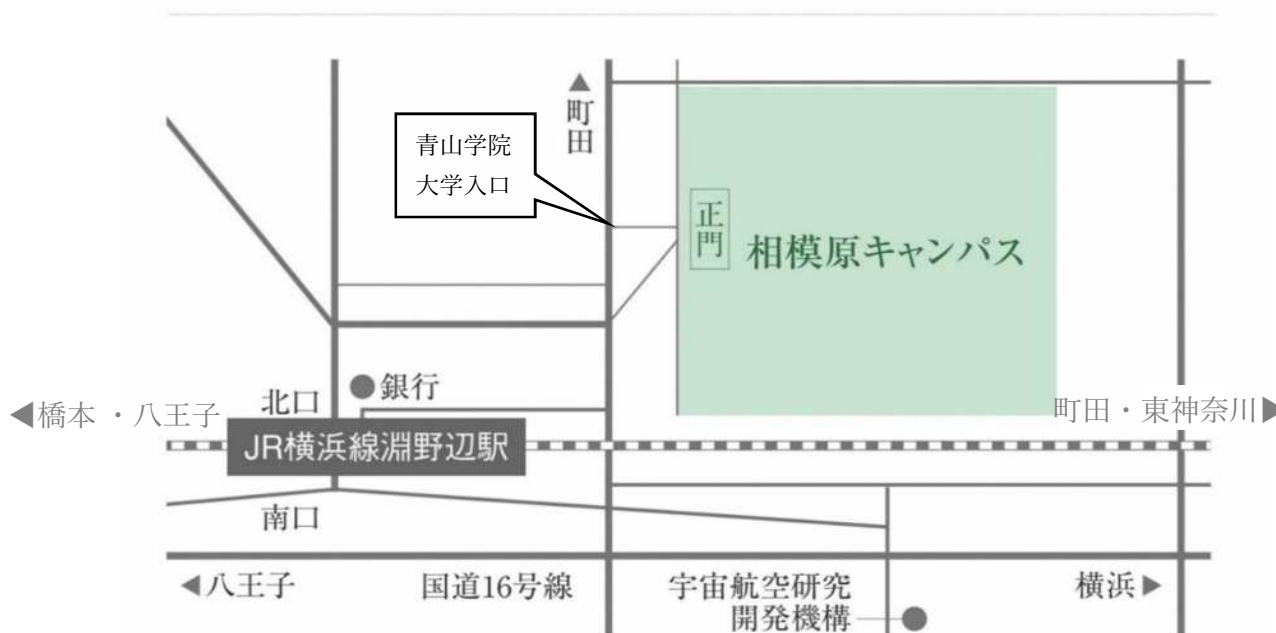 ▲町田
青山学院
大学入口
正門
相模原キャンパス
銀行
北口
◀橋本 ・八王子
町田・東神奈川▶
JR横浜線淵野辺駅
南口
◀八王子
国道16号線
宇宙航空研究
開発機構
横浜▶